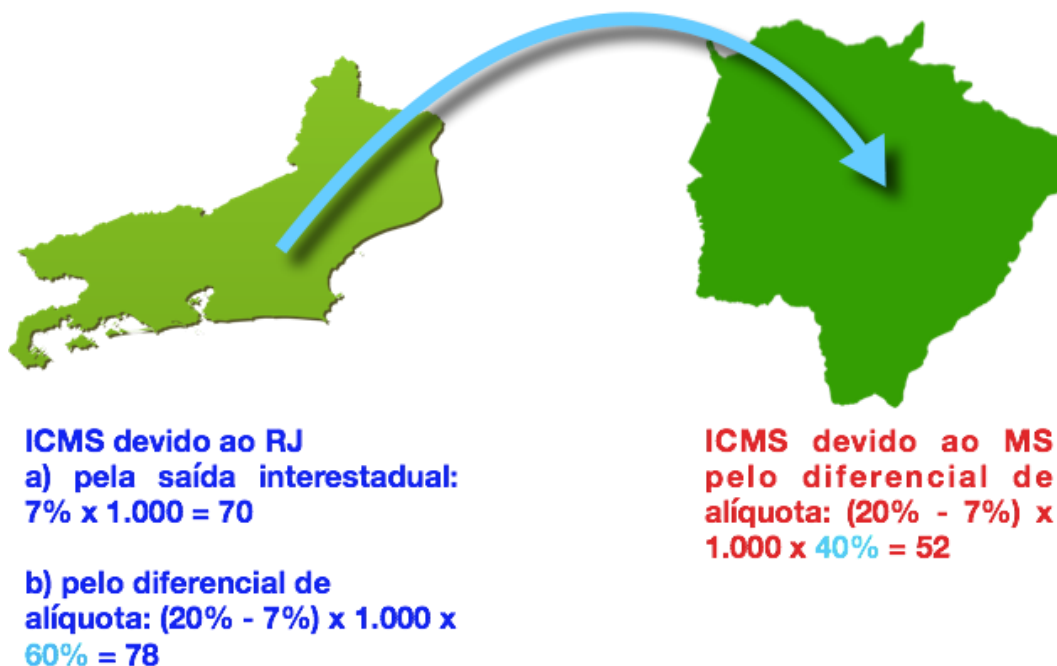 ICMS devido ao RJ
a) pela saída interestadual:
7% x 1.000 = 70
b) pelo diferencial de
alíquota: (20% - 7%) x 1.000 x
60% = 78
ICMS devido ao MS
pelo diferencial de
alíquota: (20% - 7%) x
1.000 x 40% = 52